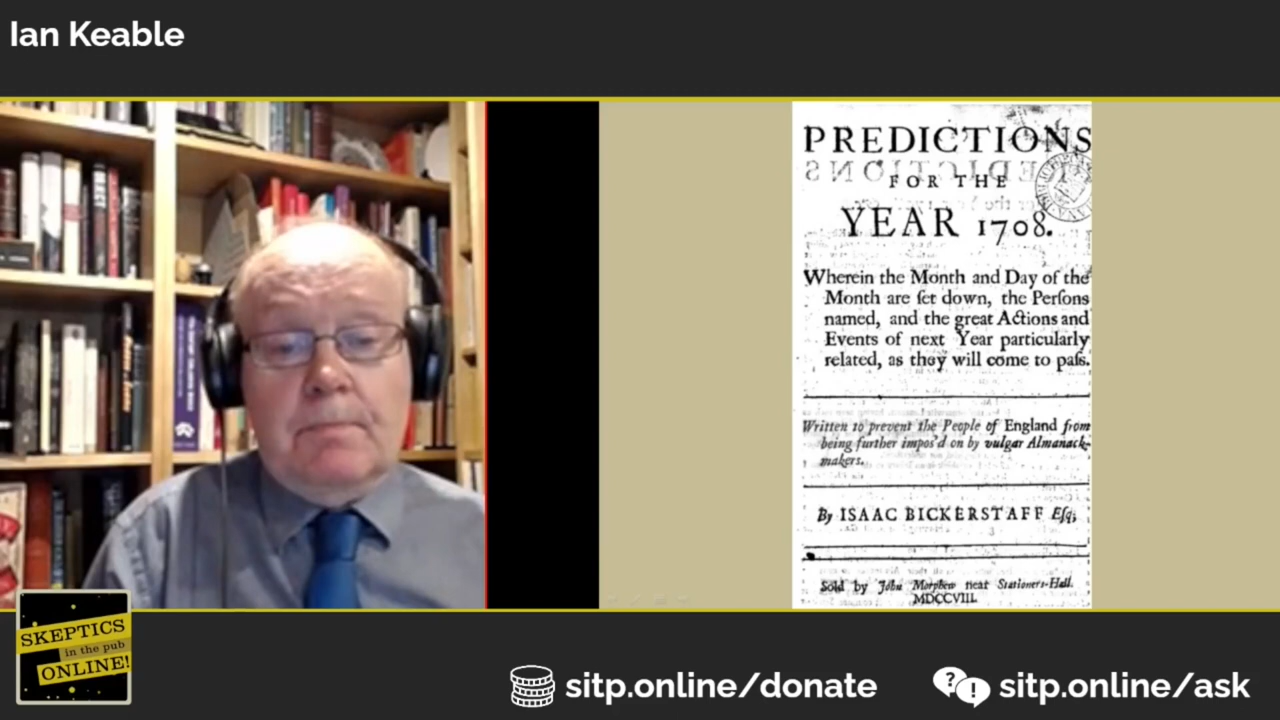 Ian Keable
PREDICTIONS
FOR THE
YEAR 1708.
Wherein the Month and Day of the
Month are ſet down, the Perſons
named, and the great Actions and
Events of next Year particularly
related, as they will come to paſs.
Written to prevent the People of England from
being further impos'd on by vulgar Almanack-
makers.
By ISAAC BICKERSTAFF Eſq;
Sold by John Morphew near Stationers-Hall.
MDCCVIII.
SKEPTICS
in the pub
ONLINE!
sitp.online/donate
sitp.online/ask